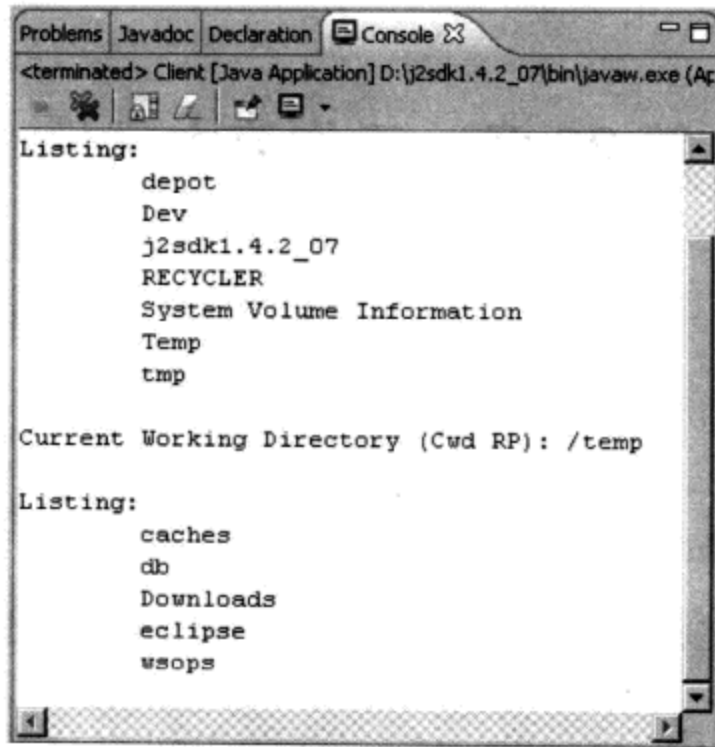 Problems Javadoc Declaration Console
<terminated> Client [Java Application] D:\j2sdk1.4.2_07\bin\javaw.exe (Ap
Listing:
depot
Dev
j2sdk1.4.2_07
RECYCLER
System Volume Information
Temp
tmp
Current Working Directory (Cwd RP): /temp
Listing:
caches
db
Downloads
eclipse
wsops